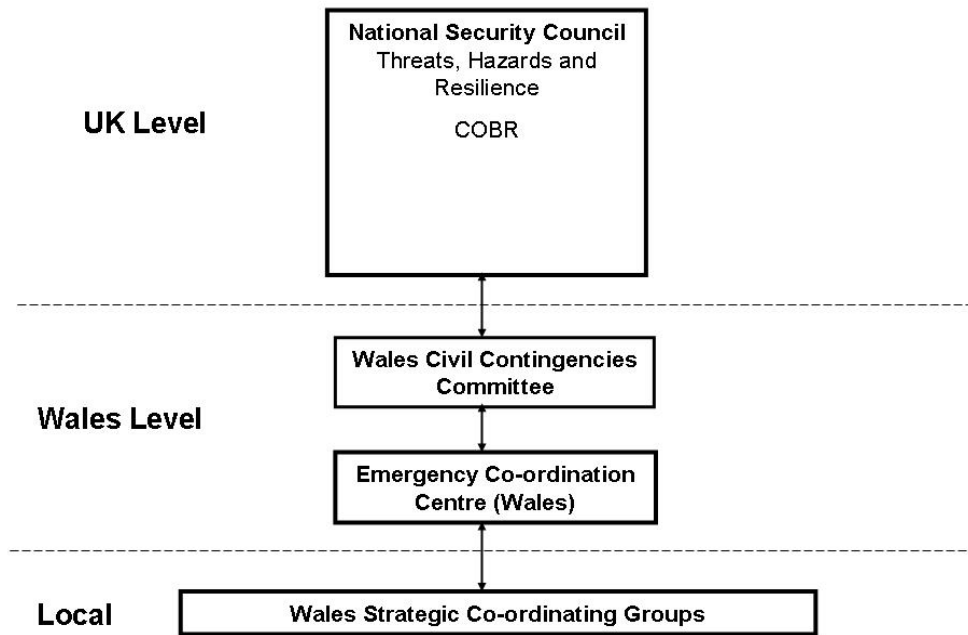 National Security Council
Threats, Hazards and
Resilience
COBR
UK Level
Wales Civil Contingencies
Committee
Wales Level
Emergency Co-ordination
Centre (Wales)
Local
Wales Strategic Co-ordinating Groups